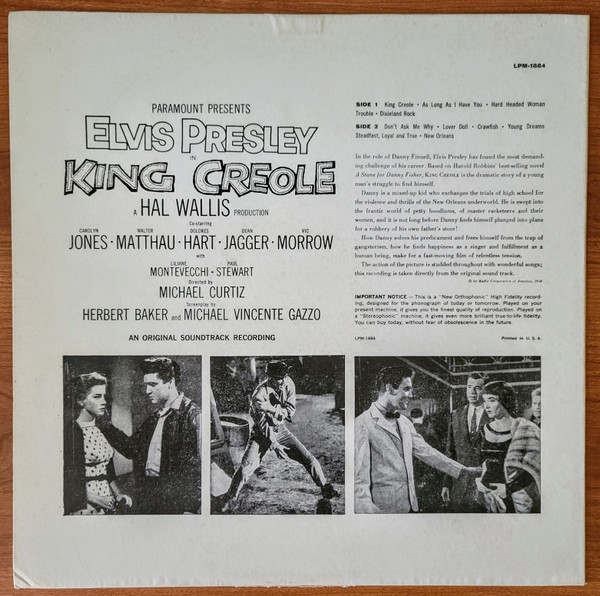 LPM-1884
PARAMOUNT PRESENTS
ELVIS PRESLEY
IN
KING CREOLE
A HAL WALLIS PRODUCTION
Co-starring
CAROLYN JONES · WALTER MATTHAU · DOLORES HART · DEAN JAGGER · VIC MORROW
with
LILIANE MONTEVECCHI · PAUL STEWART
Directed by
MICHAEL CURTIZ
Screenplay by
HERBERT BAKER and MICHAEL VINCENTE GAZZO
AN ORIGINAL SOUNDTRACK RECORDING
SIDE 1 King Creole • As Long As I Have You • Hard Headed Woman
Trouble • Dixieland Rock
SIDE 2 Don't Ask Me Why • Lover Doll • Crawfish • Young Dreams
Steadfast, Loyal and True • New Orleans
In the role of Danny Finnell, Elvis Presley has found the most demand-
ing challenge of his career. Based on Harold Robbins' best-selling novel
A Stone for Danny Fisher, KING CREOLE is the dramatic story of a young
man's struggle to find himself.
Danny is a mixed-up kid who exchanges the trials of high school for
the violence and thrills of the New Orleans underworld. He is swept into
the frantic world of petty hoodlums, of master racketeers and their
women, and it is not long before Danny finds himself plunged into plans
for a robbery of his own father's store!
How Danny solves his predicament and frees himself from the trap of
gangsterism, how he finds happiness as a singer and fulfillment as a
human being, make for a fast-moving film of relentless tension.
The action of the picture is studded throughout with wonderful songs;
this recording is taken directly from the original sound track.
© by Radio Corporation of America, 1958
IMPORTANT NOTICE — This is a "New Orthophonic" High Fidelity record-
ing, designed for the phonograph of today or tomorrow. Played on your
present machine, it gives you the finest quality of reproduction. Played on
a "Stereophonic" machine, it gives even more brilliant true-to-life fidelity.
You can buy today, without fear of obsolescence in the future.
LPM-1884 Printed in U. S. A.